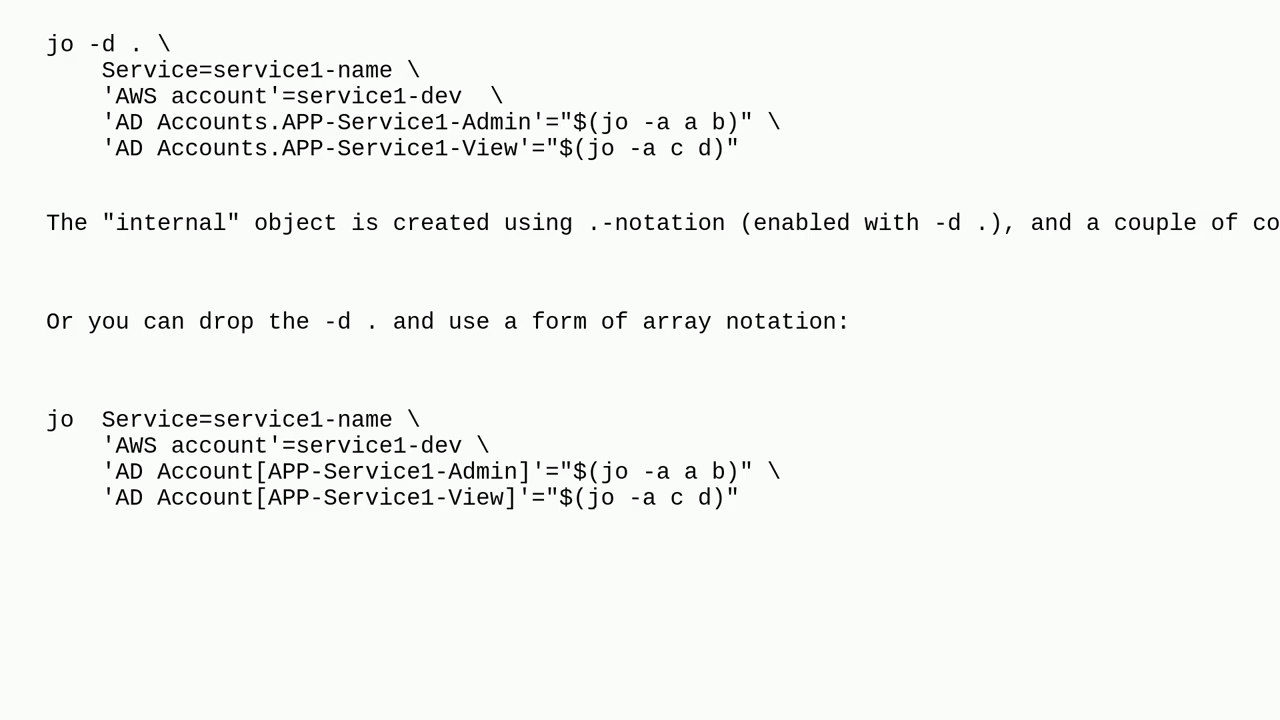 jo -d . \
     Service=service1-name \
     'AWS account'=service1-dev  \
     'AD Accounts.APP-Service1-Admin'="$(jo -a a b)" \
     'AD Accounts.APP-Service1-View'="$(jo -a c d)"
The "internal" object is created using .-notation (enabled with -d .), and a couple of co
Or you can drop the -d . and use a form of array notation:
jo  Service=service1-name \
    'AWS account'=service1-dev \
    'AD Account[APP-Service1-Admin]'="$(jo -a a b)" \
    'AD Account[APP-Service1-View]'="$(jo -a c d)"